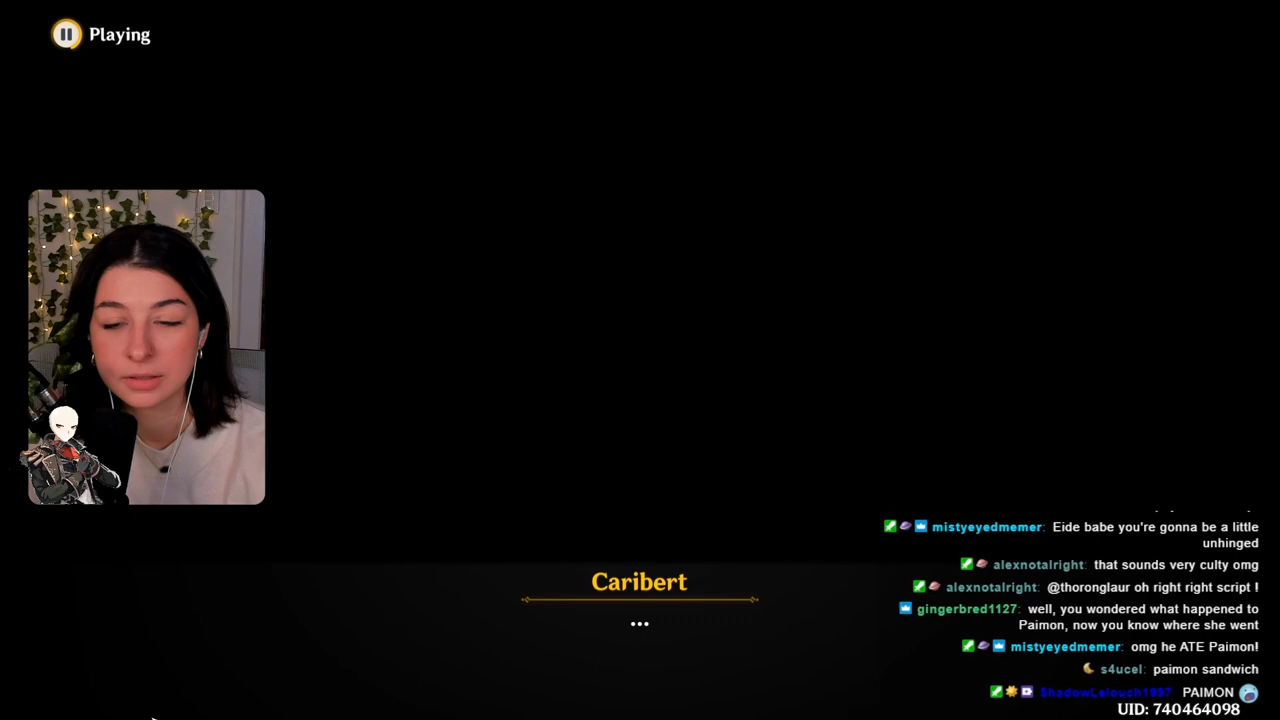 Playing
mistyeyedmemer: Eide babe you're gonna be a little
unhinged
alexnotalright: that sounds very culty omg
alexnotalright: @thoronglaur oh right right script !
gingerbred1127: well, you wondered what happened to
Paimon, now you know where she went
mistyeyedmemer: omg he ATE Paimon!
s4ucel: paimon sandwich
ShadowLelouch1997 PAIMON
Caribert
...
UID: 740464098